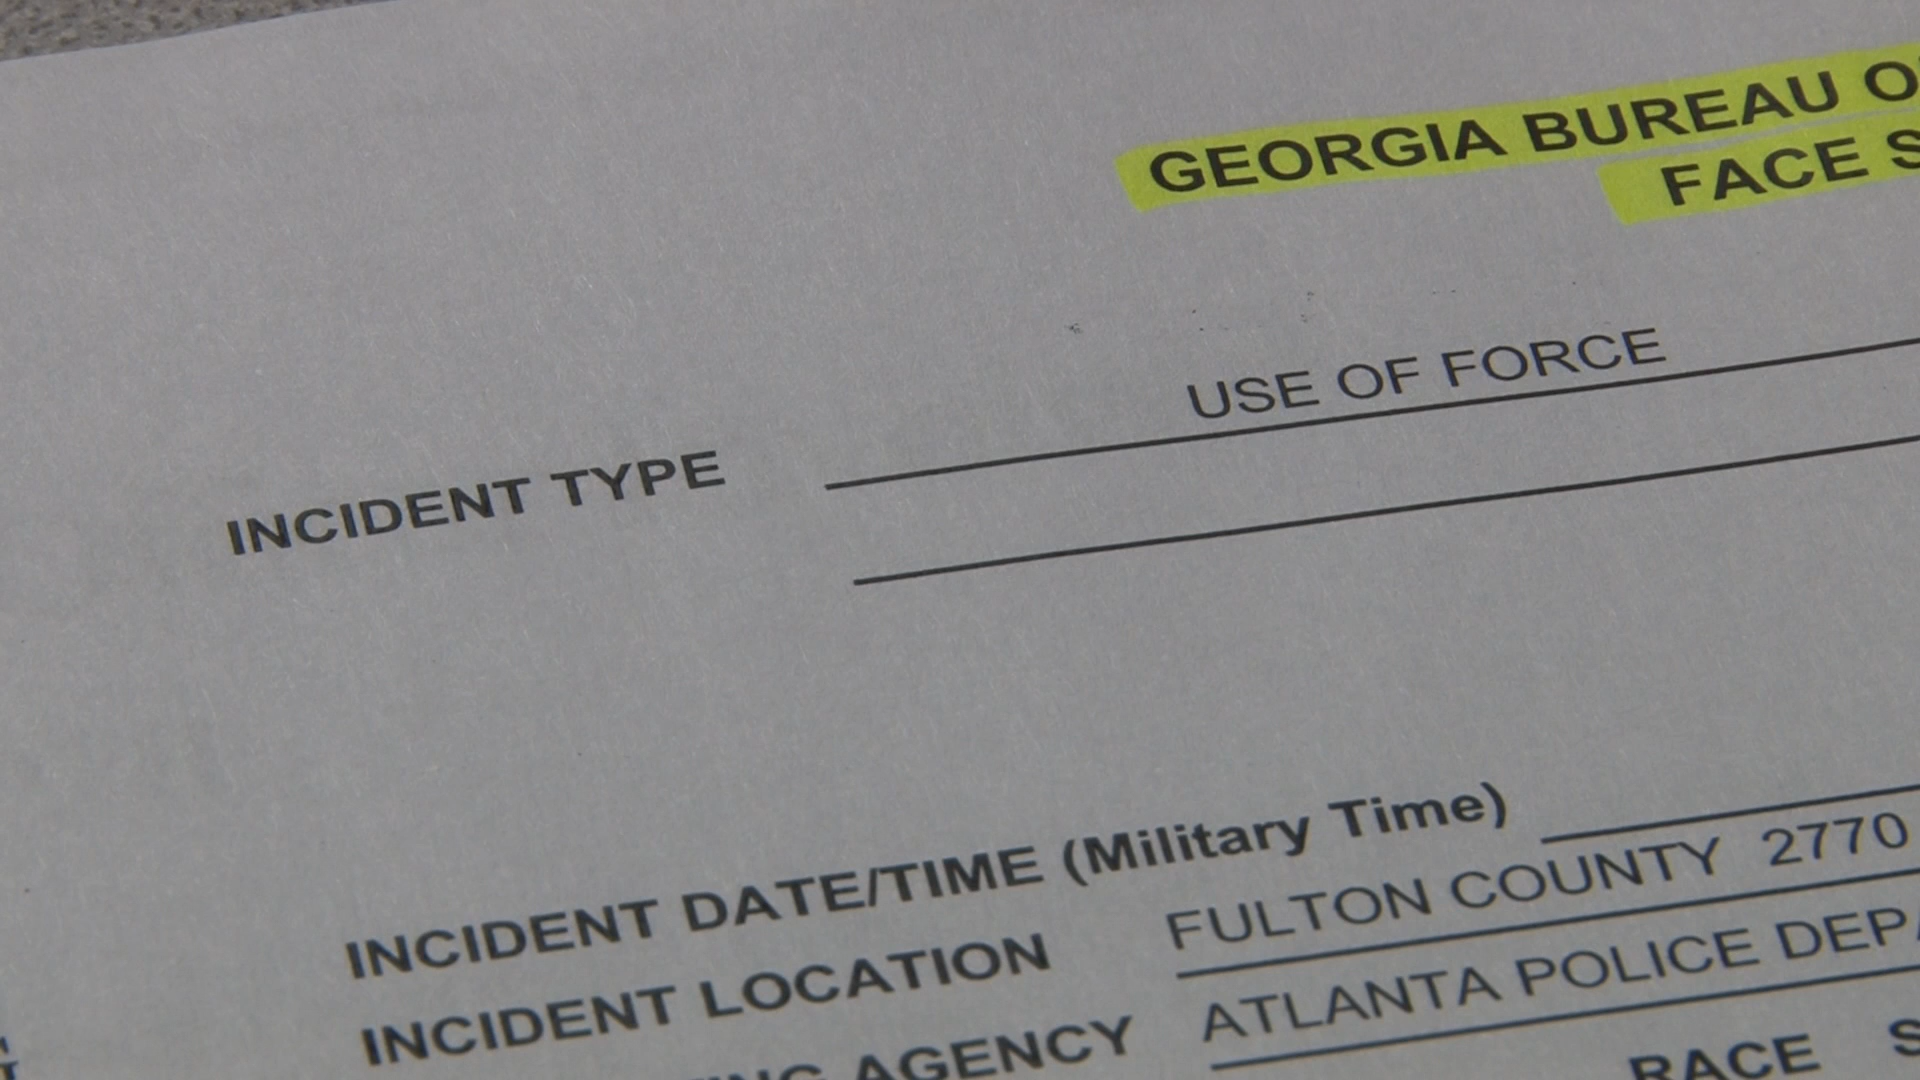 GEORGIA BUREAU
FACE
INCIDENT TYPE USE OF FORCE
INCIDENT DATE/TIME (Military Time)
INCIDENT LOCATION FULTON COUNTY 2770
AGENCY ATLANTA POLICE
RACE